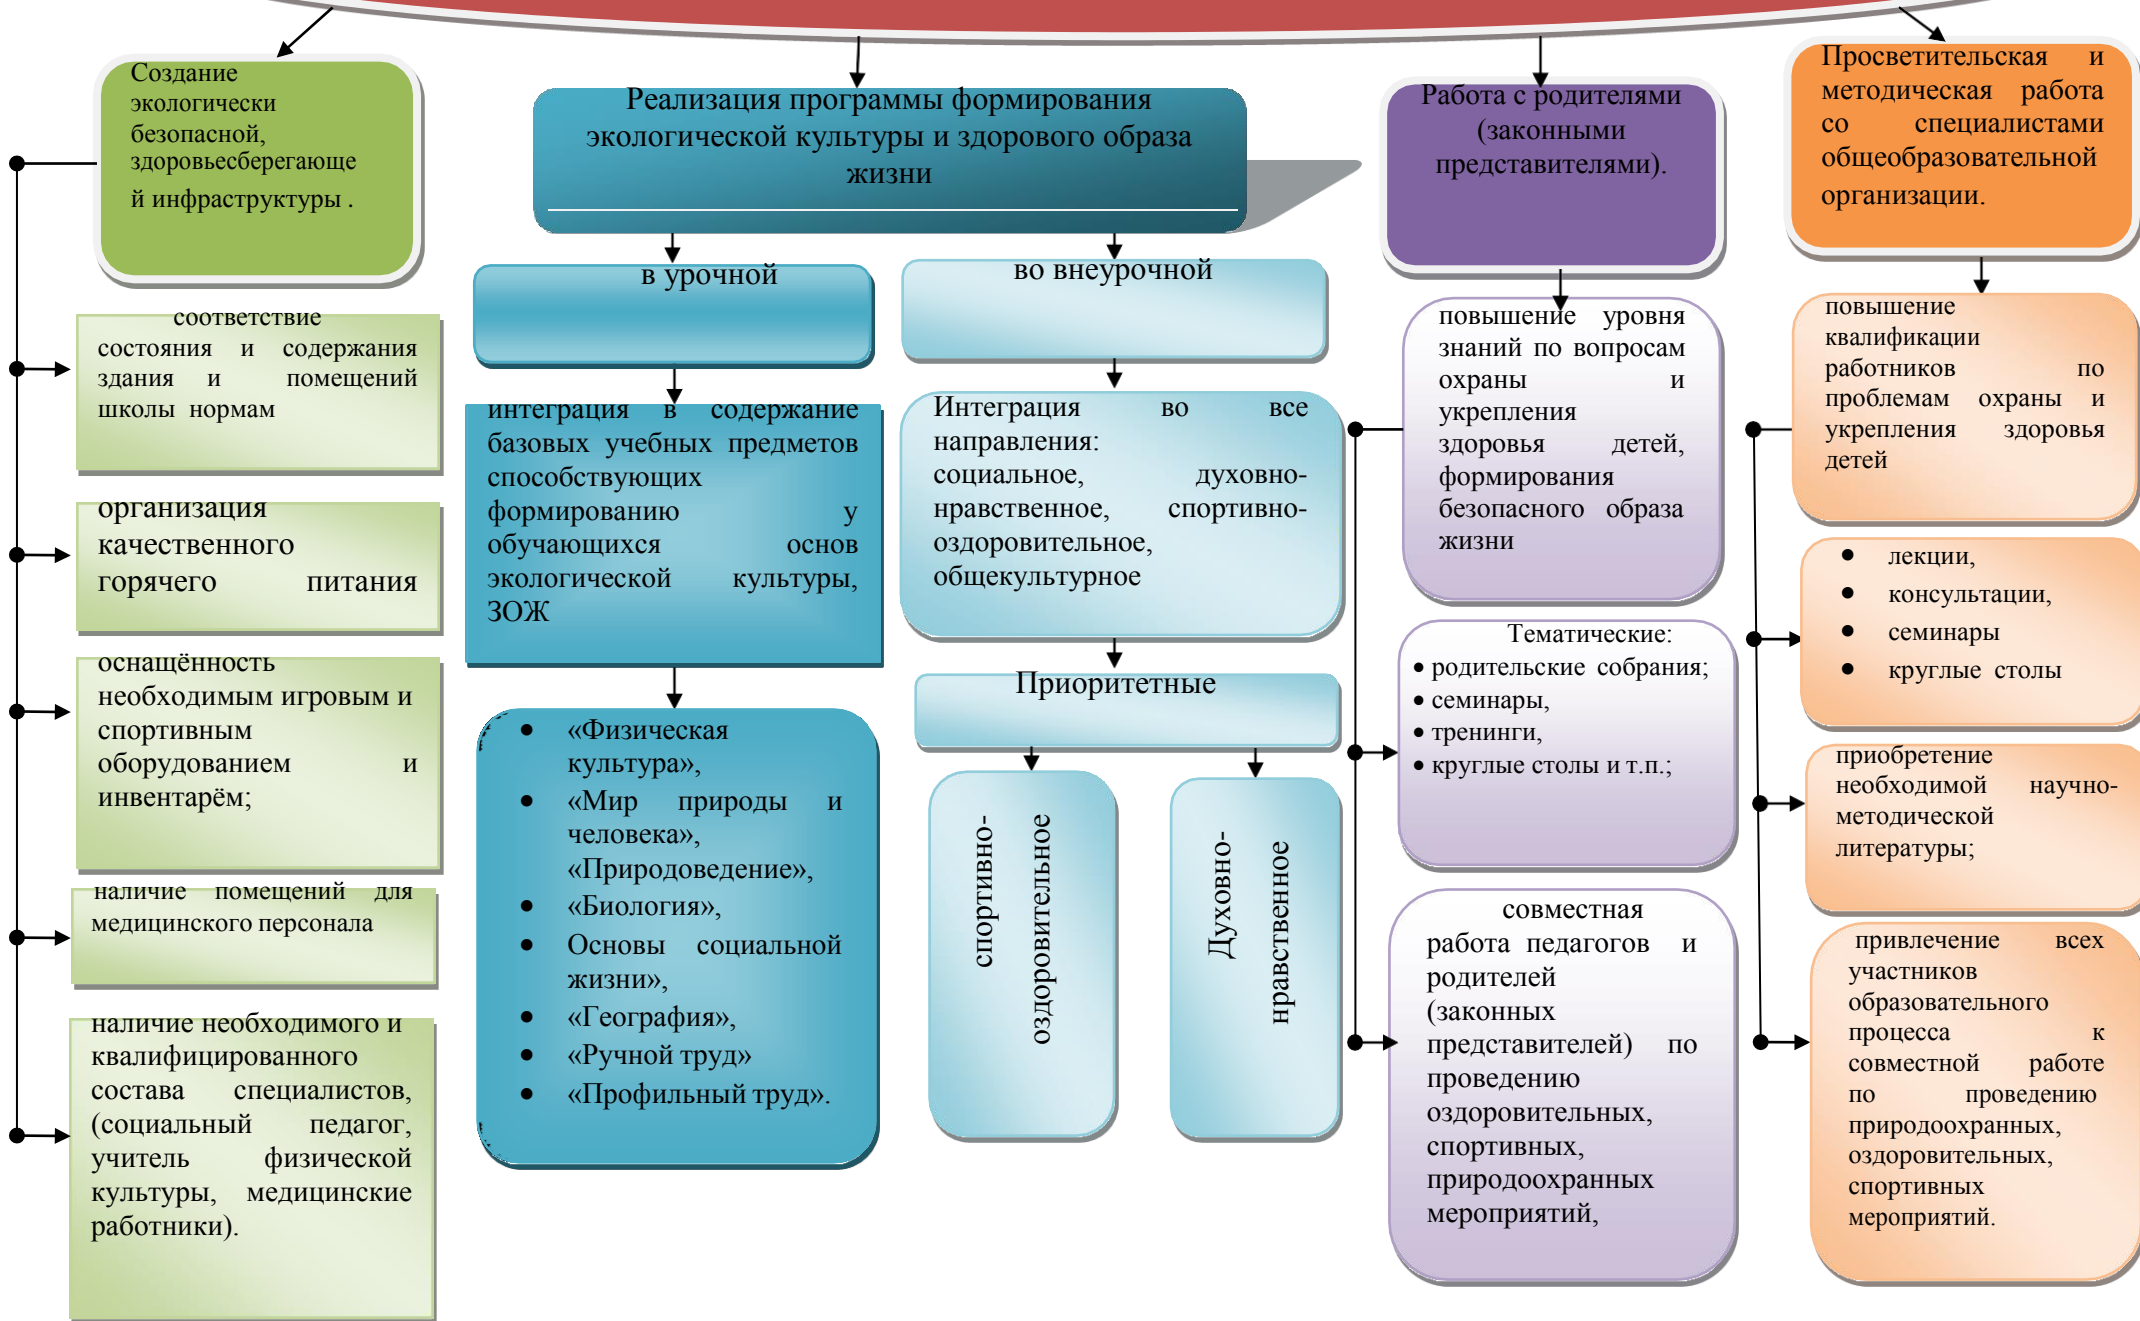 Создание
экологически
безопасной,
здоровьесберегающе
й инфраструктуры .
соответствие
состояния и содержания
здания и помещений
школы нормам
организация
качественного
горячего питания
оснащённость
необходимым игровым и
спортивным
оборудованием и
инвентарём;
наличие помещений для
медицинского персонала
наличие необходимого и
квалифицированного
состава специалистов,
(социальный педагог,
учитель физической
культуры, медицинские
работники).
Реализация программы формирования
экологической культуры и здорового образа
жизни
в урочной
интеграция в содержание
базовых учебных предметов
способствующих
формированию у
обучающихся основ
экологической культуры,
ЗОЖ
• «Физическая
культура»,
• «Мир природы и
человека»,
«Природоведение»,
• «Биология»,
• Основы социальной
жизни»,
• «География»,
• «Ручной труд»
• «Профильный труд».
во внеурочной
Интеграция во все
направления:
социальное, духовно-
нравственное, спортивно-
оздоровительное,
общекультурное
Приоритетные
спортивно-
оздоровительное
Духовно-
нравственное
Работа с родителями
(законными
представителями).
повышение уровня
знаний по вопросам
охраны и
укрепления
здоровья детей,
формирования
безопасного образа
жизни
Тематические:
• родительские собрания;
• семинары,
• тренинги,
• круглые столы и т.п.;
совместная
работа педагогов и
родителей
(законных
представителей) по
проведению
оздоровительных,
спортивных,
природоохранных
мероприятий,
Просветительская и
методическая работа
со специалистами
общеобразовательной
организации.
повышение
квалификации
работников по
проблемам охраны и
укрепления здоровья
детей
• лекции,
• консультации,
• семинары
• круглые столы
приобретение
необходимой научно-
методической
литературы;
привлечение всех
участников
образовательного
процесса к
совместной работе
по проведению
природоохранных,
оздоровительных,
спортивных
мероприятий.